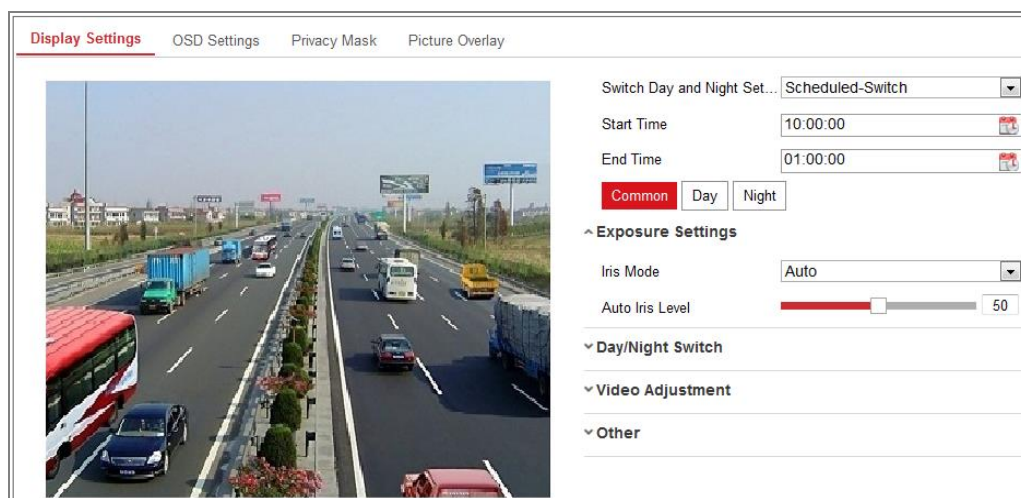 Display Settings OSD Settings Privacy Mask Picture Overlay
Switch Day and Night Set... Scheduled-Switch
Start Time 10:00:00
End Time 01:00:00
Common Day Night
Exposure Settings
Iris Mode Auto
Auto Iris Level 50
Day/Night Switch
Video Adjustment
Other